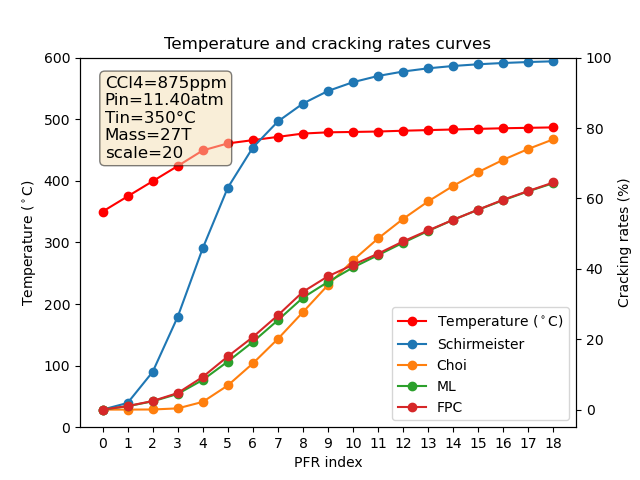 Temperature and cracking rates curves
CCl4=875ppm
Pin=11.40atm
Tin=350°C
Mass=27T
scale=20
600
500
400
300
200
100
0
Temperature (°C)
100
80
60
40
20
0
Cracking rates (%)
Temperature (°C)
Schirmeister
Choi
ML
FPC
0 1 2 3 4 5 6 7 8 9 10 11 12 13 14 15 16 17 18
PFR index